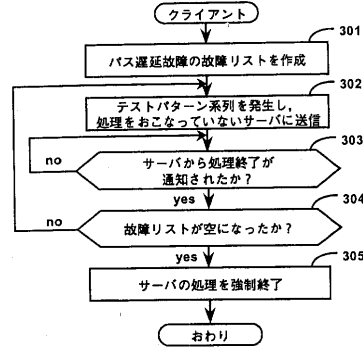 クライアント
301
パス遅延故障の故障リストを作成
302
テストパターン系列を発生し,
処理をおこなっていないサーバに送信
303
no
サーバから処理終了が
通知されたか?
yes
304
no
故障リストが空になったか?
yes
305
サーバの処理を強制終了
おわり